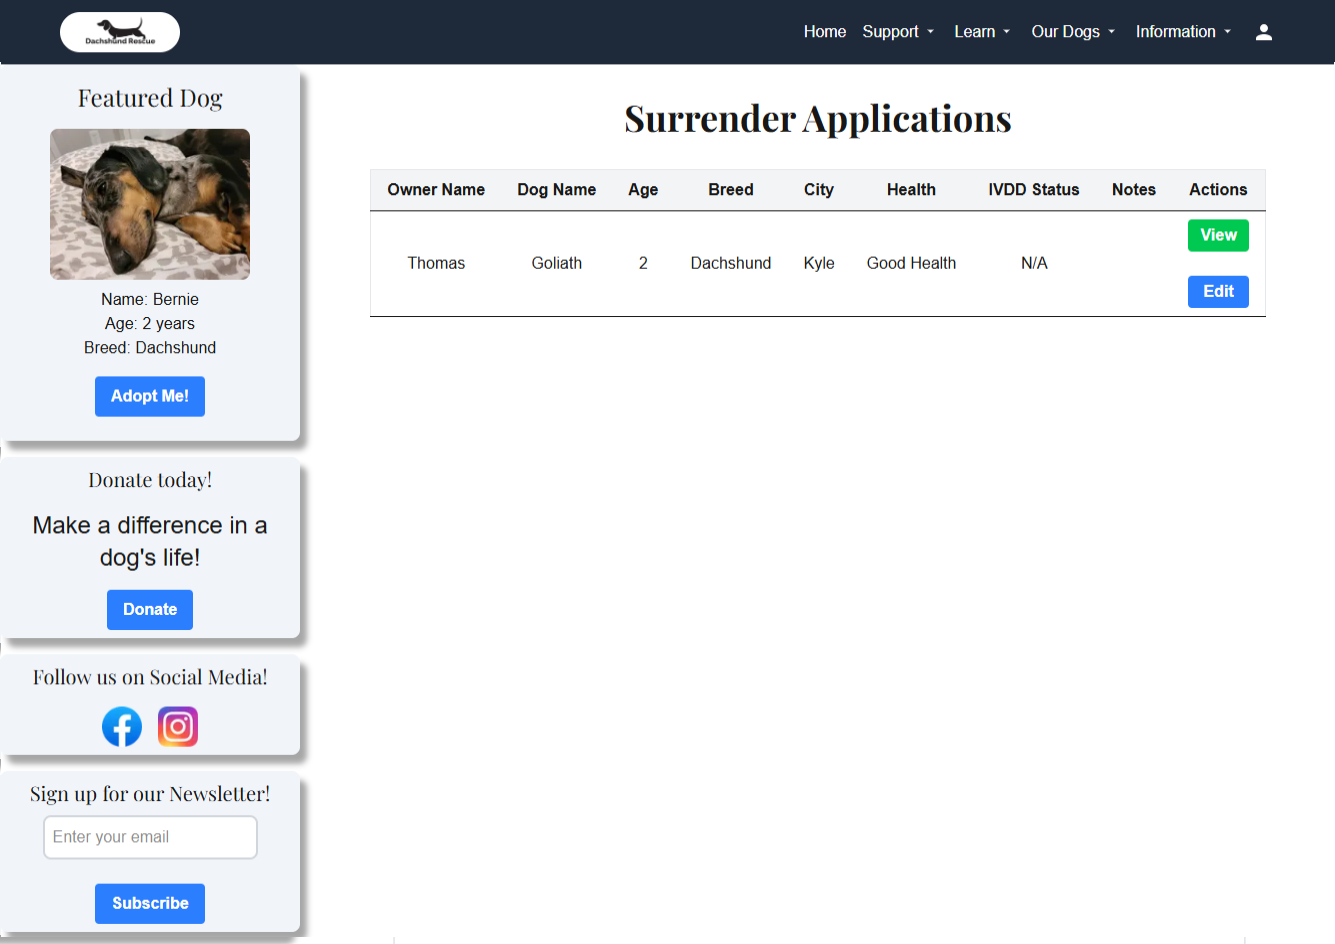 Dachshund Rescue
Home Support Learn Our Dogs Information
Featured Dog
Name: Bernie
Age: 2 years
Breed: Dachshund
Adopt Me!
Donate today!
Make a difference in a
dog's life!
Donate
Follow us on Social Media!
Sign up for our Newsletter!
Enter your email
Subscribe
Surrender Applications
Owner Name Dog Name Age Breed City Health IVDD Status Notes Actions
Thomas Goliath 2 Dachshund Kyle Good Health N/A
View
Edit